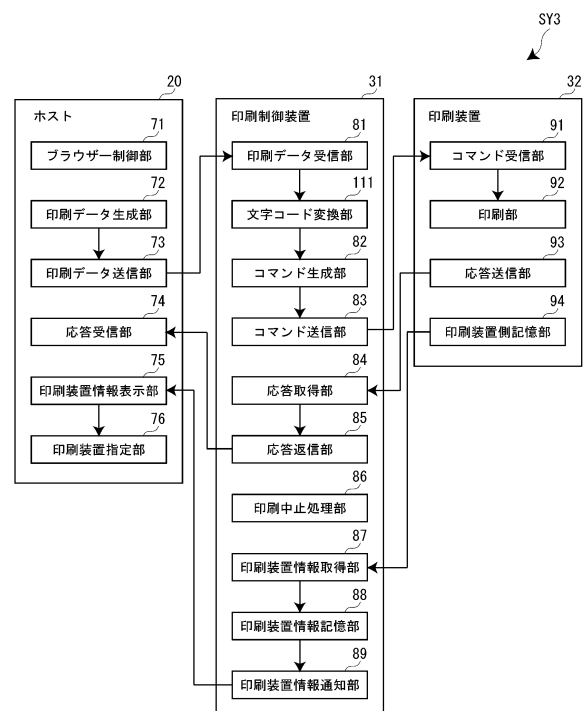 SY3
20
ホスト
71
ブラウザー制御部
72
印刷データ生成部
73
印刷データ送信部
74
応答受信部
75
印刷装置情報表示部
76
印刷装置指定部
31
印刷制御装置
81
印刷データ受信部
111
文字コード変換部
82
コマンド生成部
83
コマンド送信部
84
応答取得部
85
応答返信部
86
印刷中止処理部
87
印刷装置情報取得部
88
印刷装置情報記憶部
89
印刷装置情報通知部
32
印刷装置
91
コマンド受信部
92
印刷部
93
応答送信部
94
印刷装置側記憶部